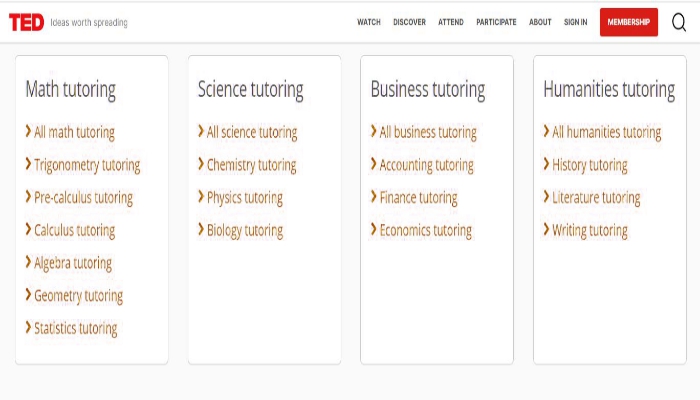 TED Ideas worth spreading WATCH DISCOVER ATTEND PARTICIPATE ABOUT SIGN IN MEMBERSHIP
Math tutoring
All math tutoring
Trigonometry tutoring
Pre-calculus tutoring
Calculus tutoring
Algebra tutoring
Geometry tutoring
Statistics tutoring
Science tutoring
All science tutoring
Chemistry tutoring
Physics tutoring
Biology tutoring
Business tutoring
All business tutoring
Accounting tutoring
Finance tutoring
Economics tutoring
Humanities tutoring
All humanities tutoring
History tutoring
Literature tutoring
Writing tutoring